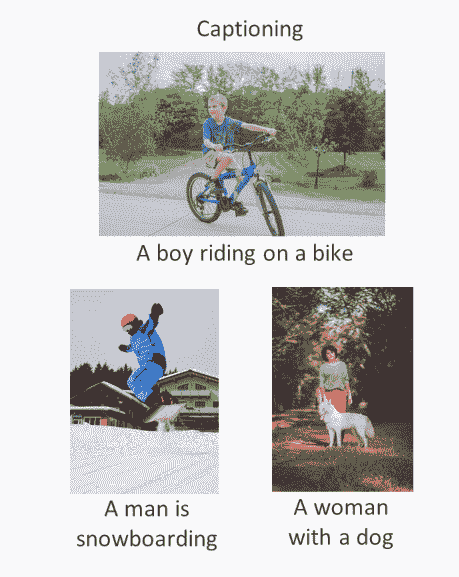 Captioning
A boy riding on a bike
A man is
snowboarding
A woman
with a dog